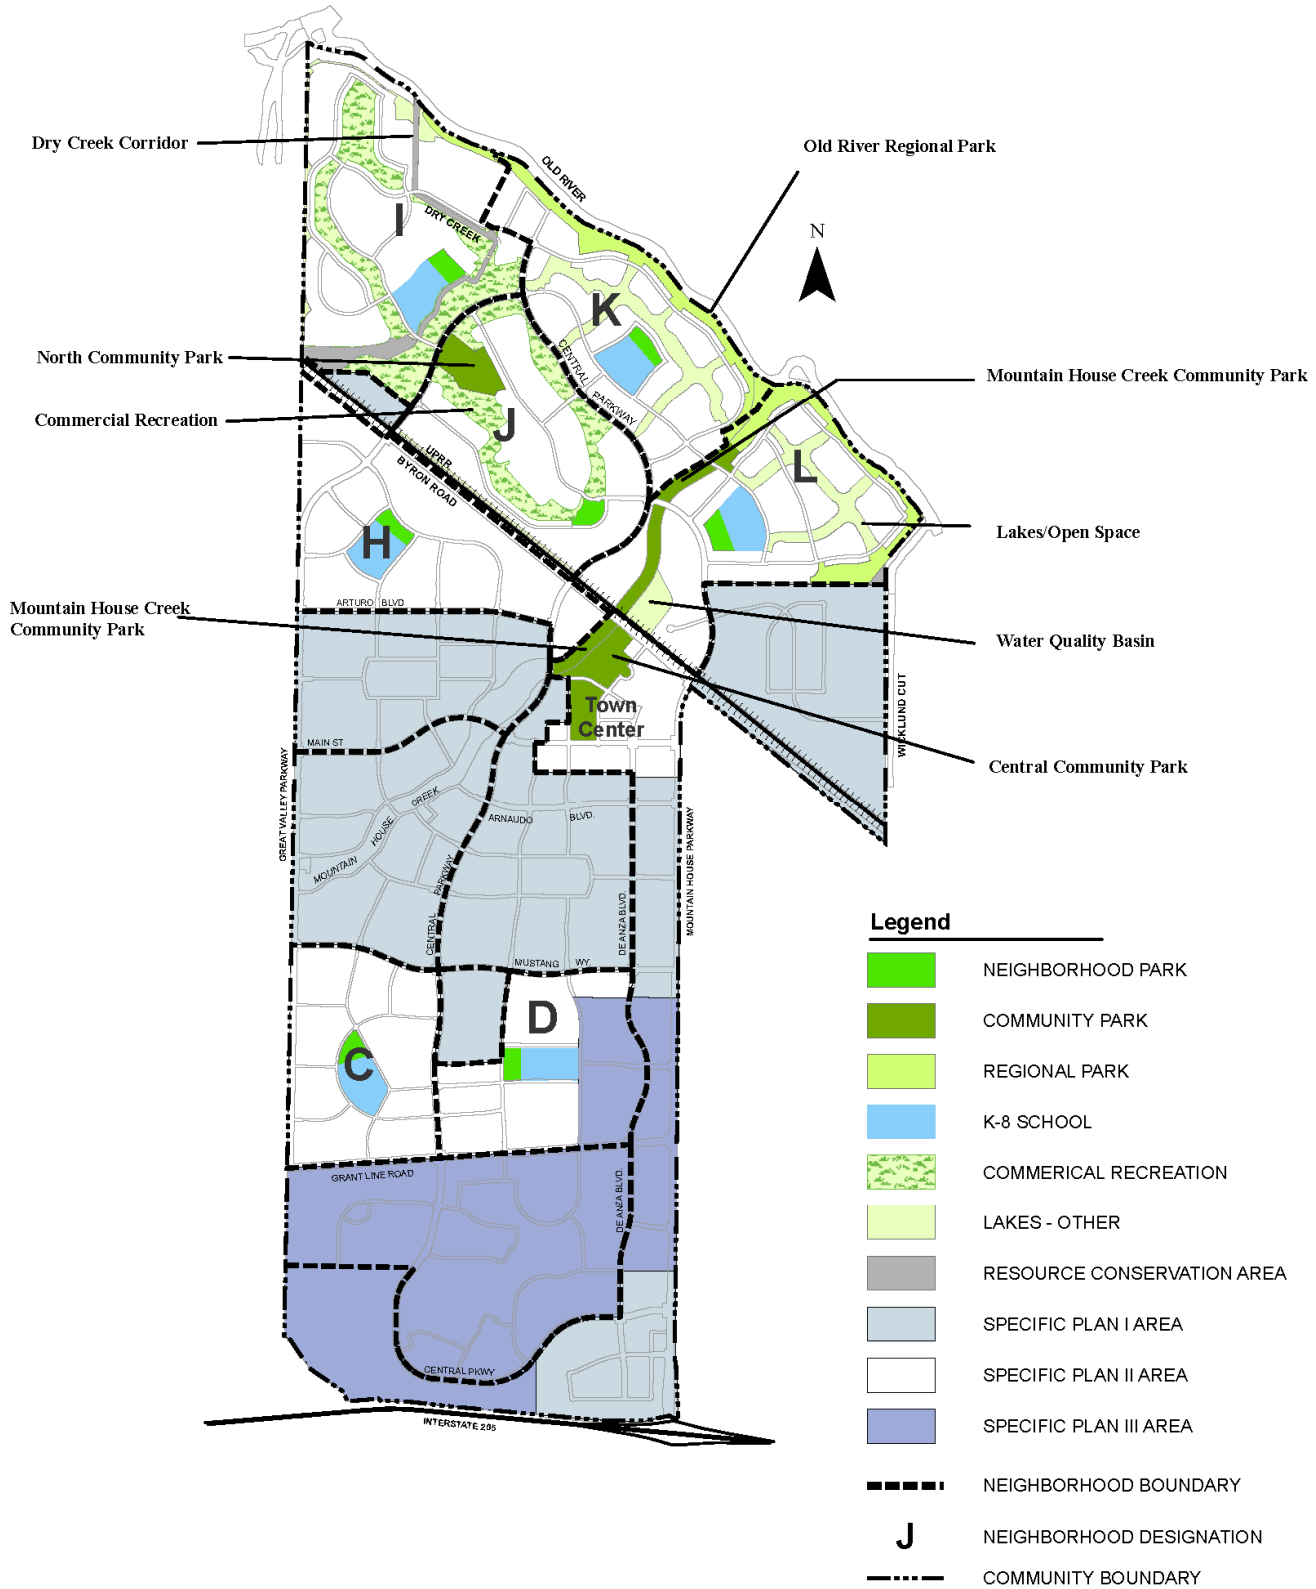 Dry Creek Corridor
OLD RIVER
Old River Regional Park
I
DRY CREEK
N
K
North Community Park
CENTRAL
PARKWAY
Mountain House Creek Community Park
Commercial Recreation
J
UPRR
BYRON ROAD
L
H
Lakes/Open Space
ARTURO BLVD
Mountain House Creek
Community Park
Water Quality Basin
Town
Center
WICKLUND CUT
MAIN ST
Central Community Park
GREAT VALLEY PARKWAY
MOUNTAIN HOUSE CREEK
ARNAUDO BLVD.
CENTRAL PARKWAY
DE ANZA BLVD.
MOUNTAIN HOUSE PARKWAY
MUSTANG WY
D
C
GRANT LINE ROAD
DE ANZA BLVD.
CENTRAL PKWY
INTERSTATE 205
Legend
NEIGHBORHOOD PARK
COMMUNITY PARK
REGIONAL PARK
K-8 SCHOOL
COMMERICAL RECREATION
LAKES - OTHER
RESOURCE CONSERVATION AREA
SPECIFIC PLAN I AREA
SPECIFIC PLAN II AREA
SPECIFIC PLAN III AREA
NEIGHBORHOOD BOUNDARY
J NEIGHBORHOOD DESIGNATION
COMMUNITY BOUNDARY